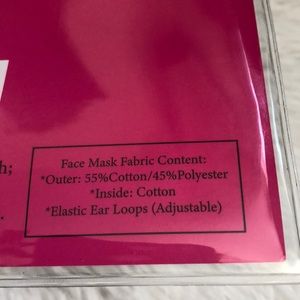 h;
Face Mask Fabric Content:
*Outer: 55%Cotton/45%Polyester
*Inside: Cotton
*Elastic Ear Loops (Adjustable)
.